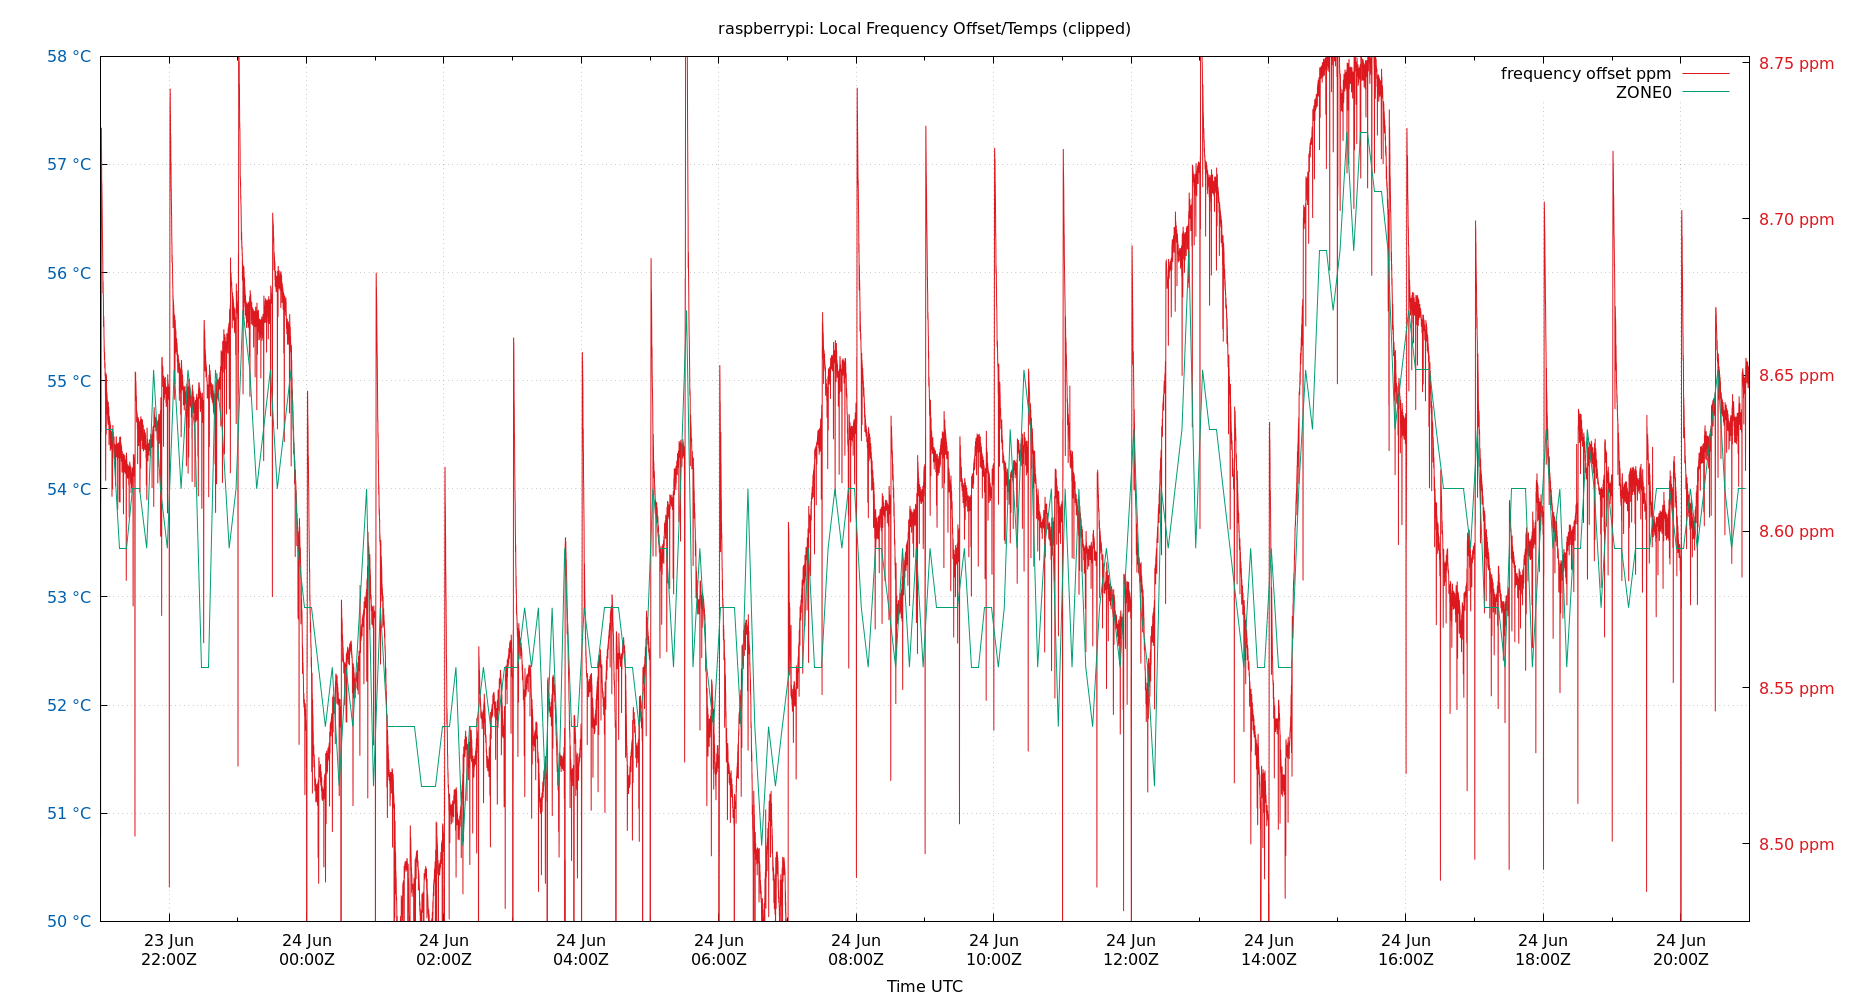 raspberrypi: Local Frequency Offset/Temps (clipped)
58 °C
57 °C
56 °C
55 °C
54 °C
53 °C
52 °C
51 °C
50 °C
8.75 ppm
8.70 ppm
8.65 ppm
8.60 ppm
8.55 ppm
8.50 ppm
frequency offset ppm
ZONE0
23 Jun
22:00Z
24 Jun
00:00Z
24 Jun
02:00Z
24 Jun
04:00Z
24 Jun
06:00Z
24 Jun
08:00Z
24 Jun
10:00Z
24 Jun
12:00Z
24 Jun
14:00Z
24 Jun
16:00Z
24 Jun
18:00Z
24 Jun
20:00Z
Time UTC